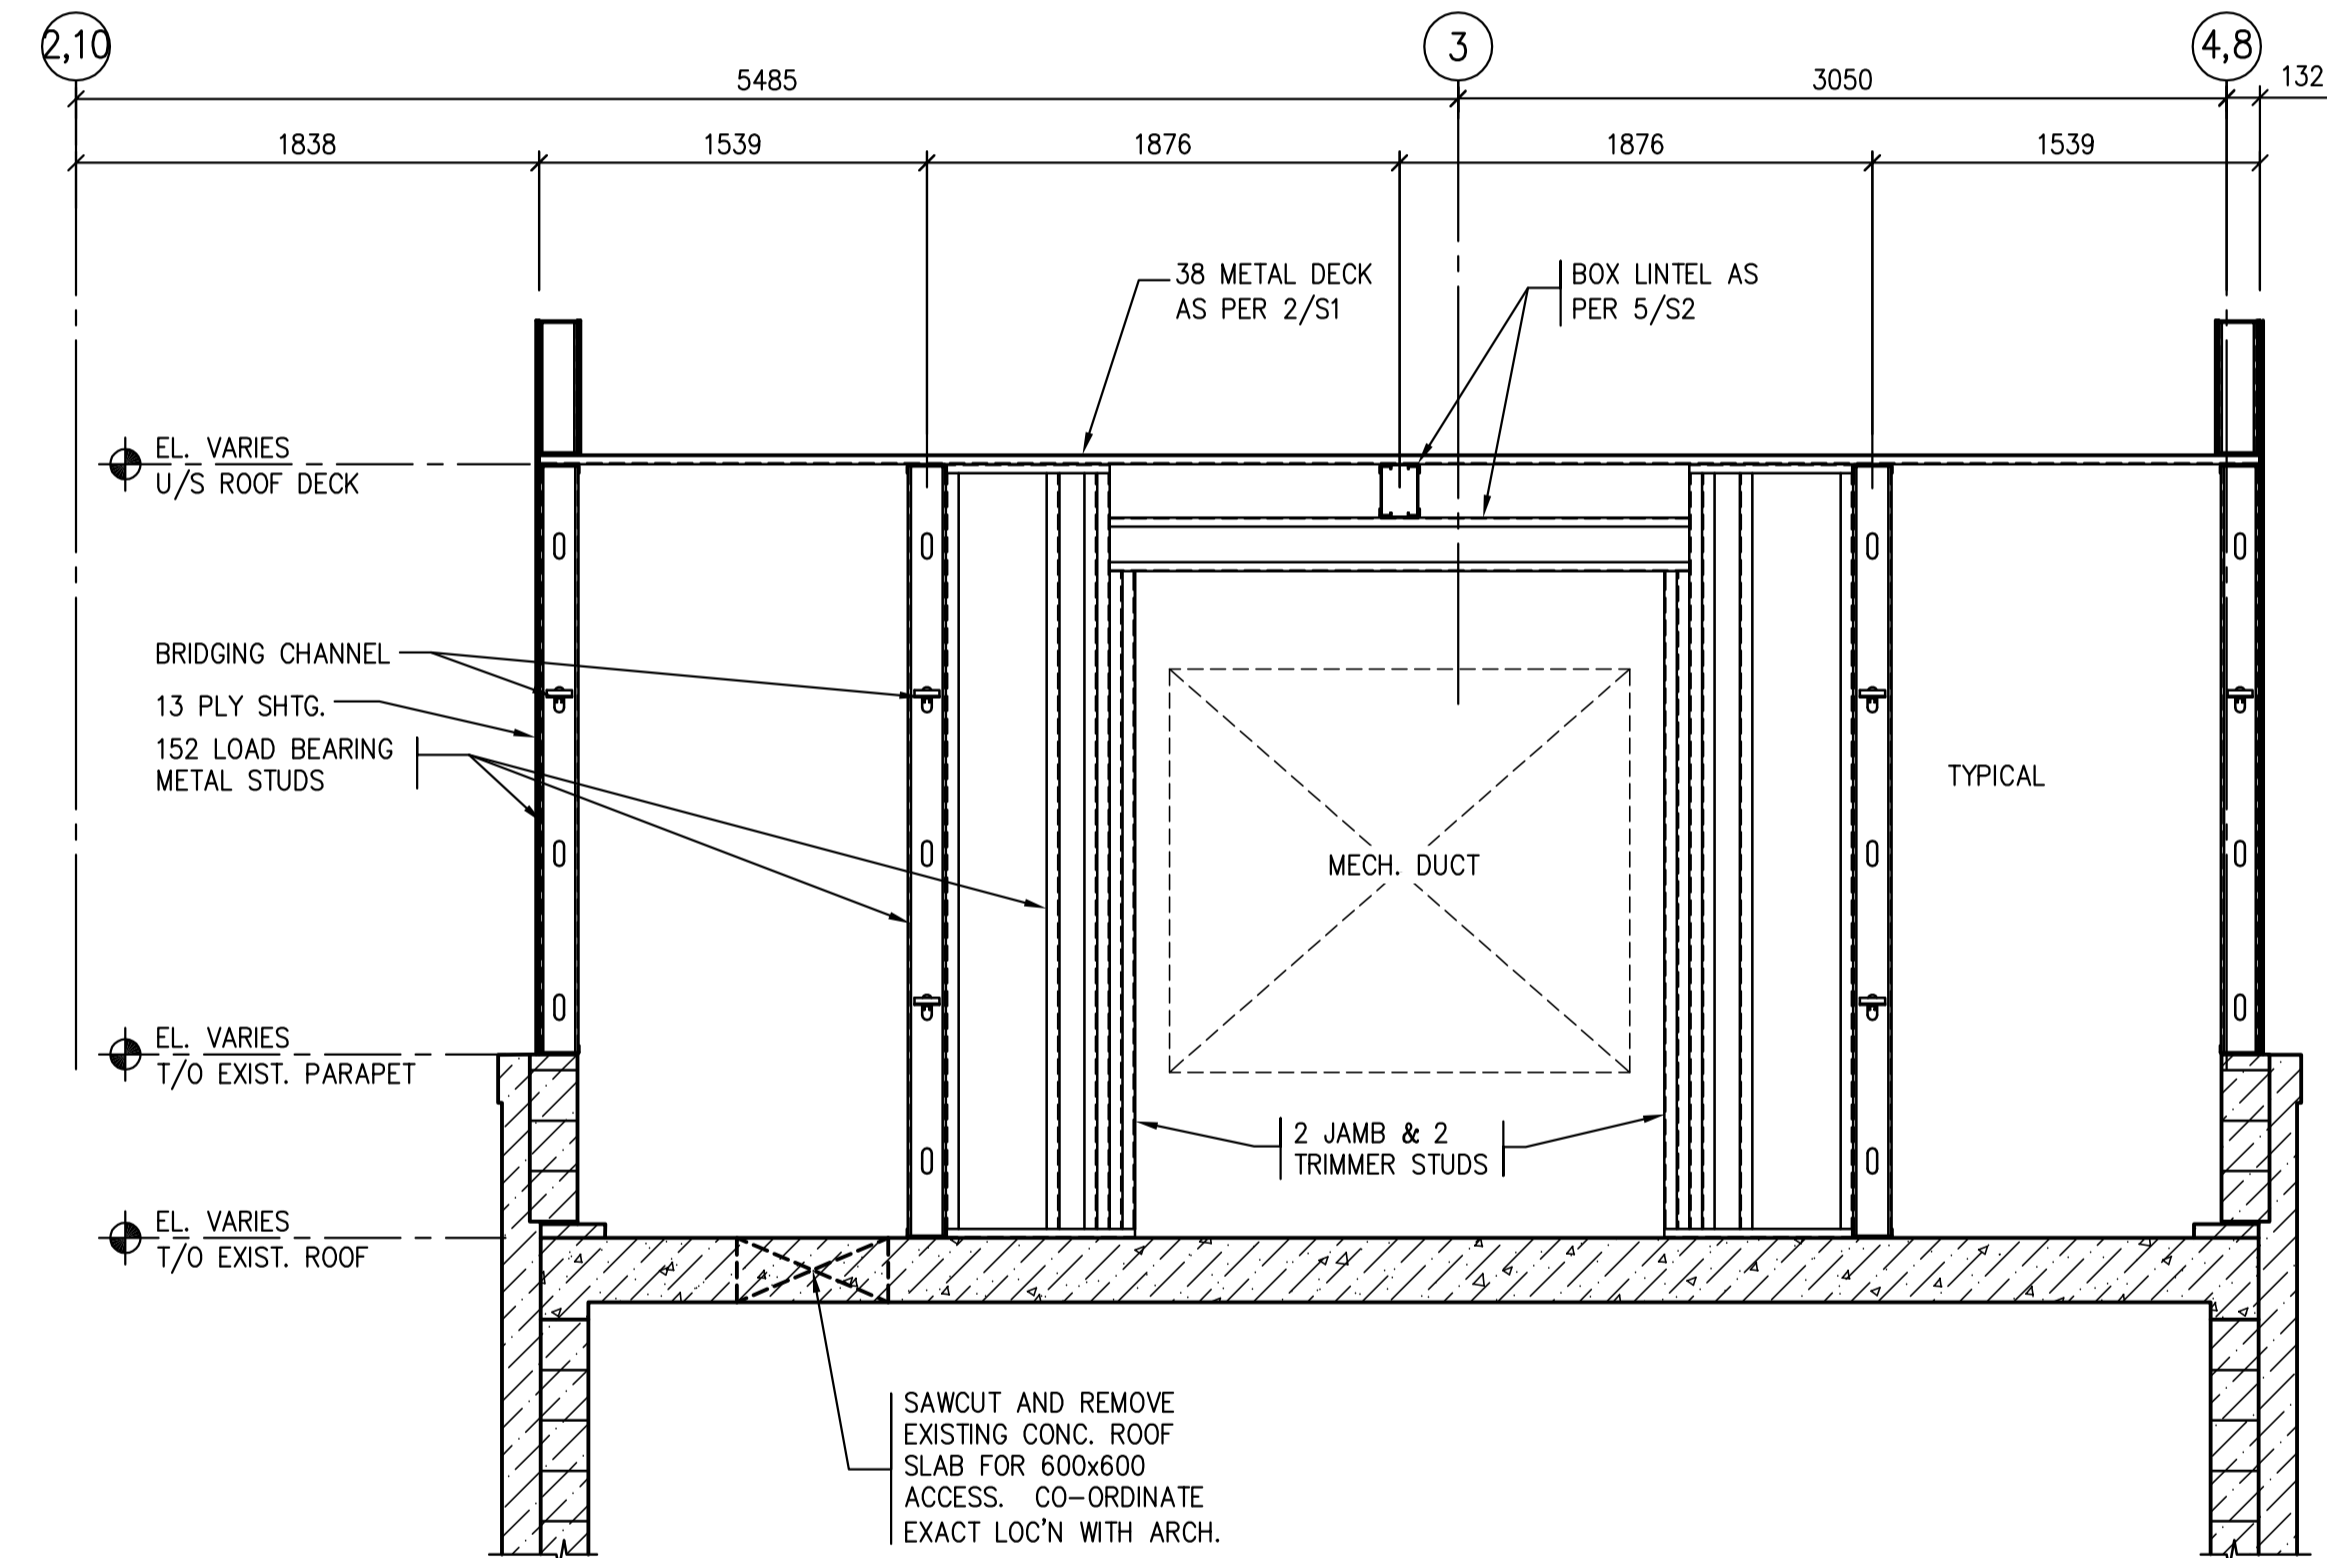 2,10
3
4,8
5485
3050
132
1838
1539
1876
1876
1539
38 METAL DECK
AS PER 2/S1
BOX LINTEL AS
PER 5/S2
EL. VARIES
U/S ROOF DECK
BRIDGING CHANNEL
13 PLY SHTG.
152 LOAD BEARING
METAL STUDS
TYPICAL
MECH. DUCT
EL. VARIES
T/O EXIST. PARAPET
2 JAMB & 2
TRIMMER STUDS
EL. VARIES
T/O EXIST. ROOF
SAWCUT AND REMOVE
EXISTING CONC. ROOF
SLAB FOR 600x600
ACCESS. CO-ORDINATE
EXACT LOC'N WITH ARCH.